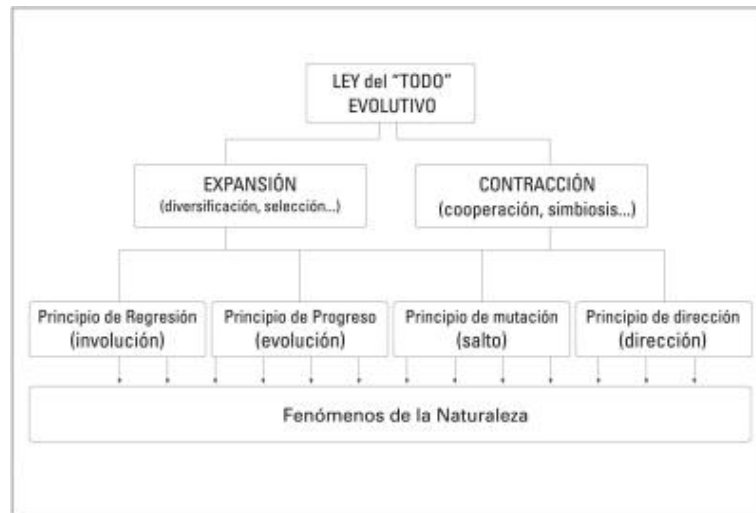 LEY del "TODO"
EVOLUTIVO
EXPANSIÓN
(diversificación, selección...)
CONTRACCIÓN
(cooperación, simbiosis...)
Principio de Regresión
(involución)
Principio de Progreso
(evolución)
Principio de mutación
(salto)
Principio de dirección
(dirección)
Fenómenos de la Naturaleza